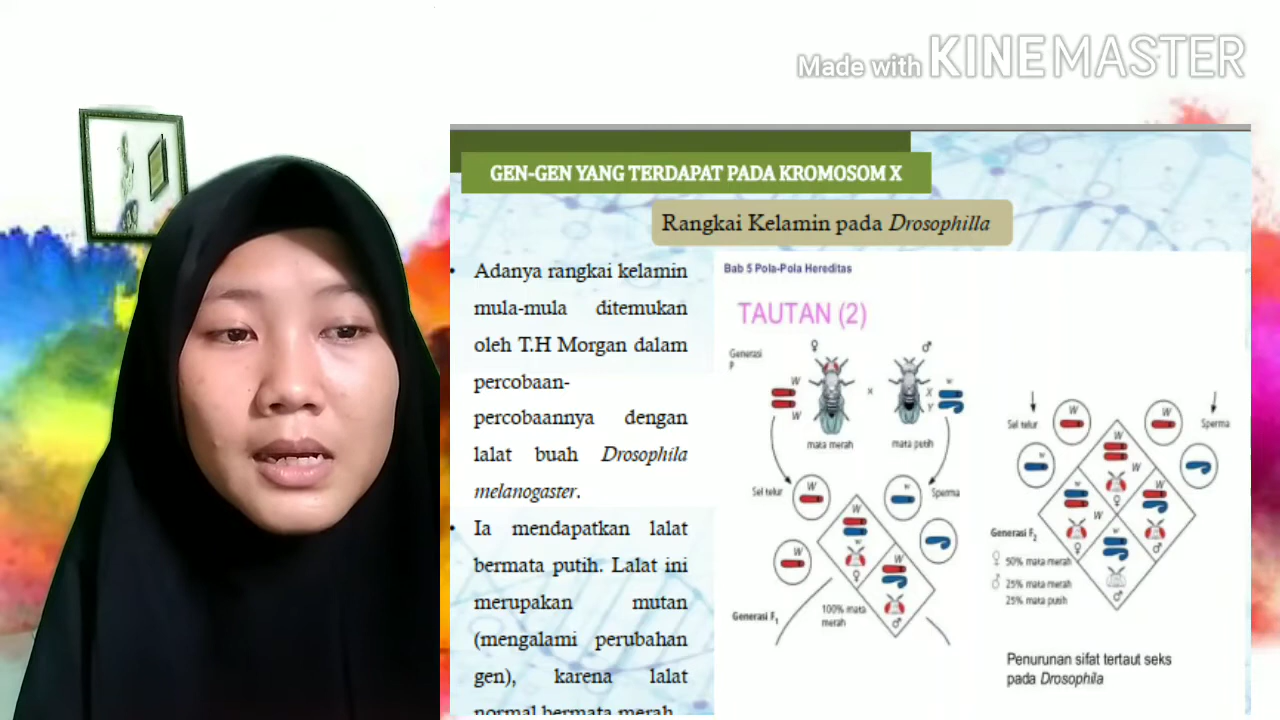 Made with KINEMASTER
GEN-GEN YANG TERDAPAT PADA KROMOSOM X
Rangkai Kelamin pada Drosophilla
• Adanya rangkai kelamin
mula-mula ditemukan
oleh T.H Morgan dalam
percobaan-
percobaannya dengan
lalat buah Drosophila
melanogaster.
• Ia mendapatkan lalat
bermata putih. Lalat ini
merupakan mutan
(mengalami perubahan
gen), karena lalat
normal bermata merah
Bab 5 Pola-Pola Hereditas
TAUTAN (2)
Generasi
P
♀
♂
W
W
x
w
X
Y
mata merah
mata putih
Sel telur
W
w
Sperma
W
W
w
♀
W
♂
Generasi F1
100% mata
merah
Sel telur
W
W
Sperma
w
W
W
♀
w
W
♀
W
♂
w
♂
Generasi F2
♀ 50% mata merah
♂ 25% mata merah
25% mata putih
Penurunan sifat tertaut seks
pada Drosophila